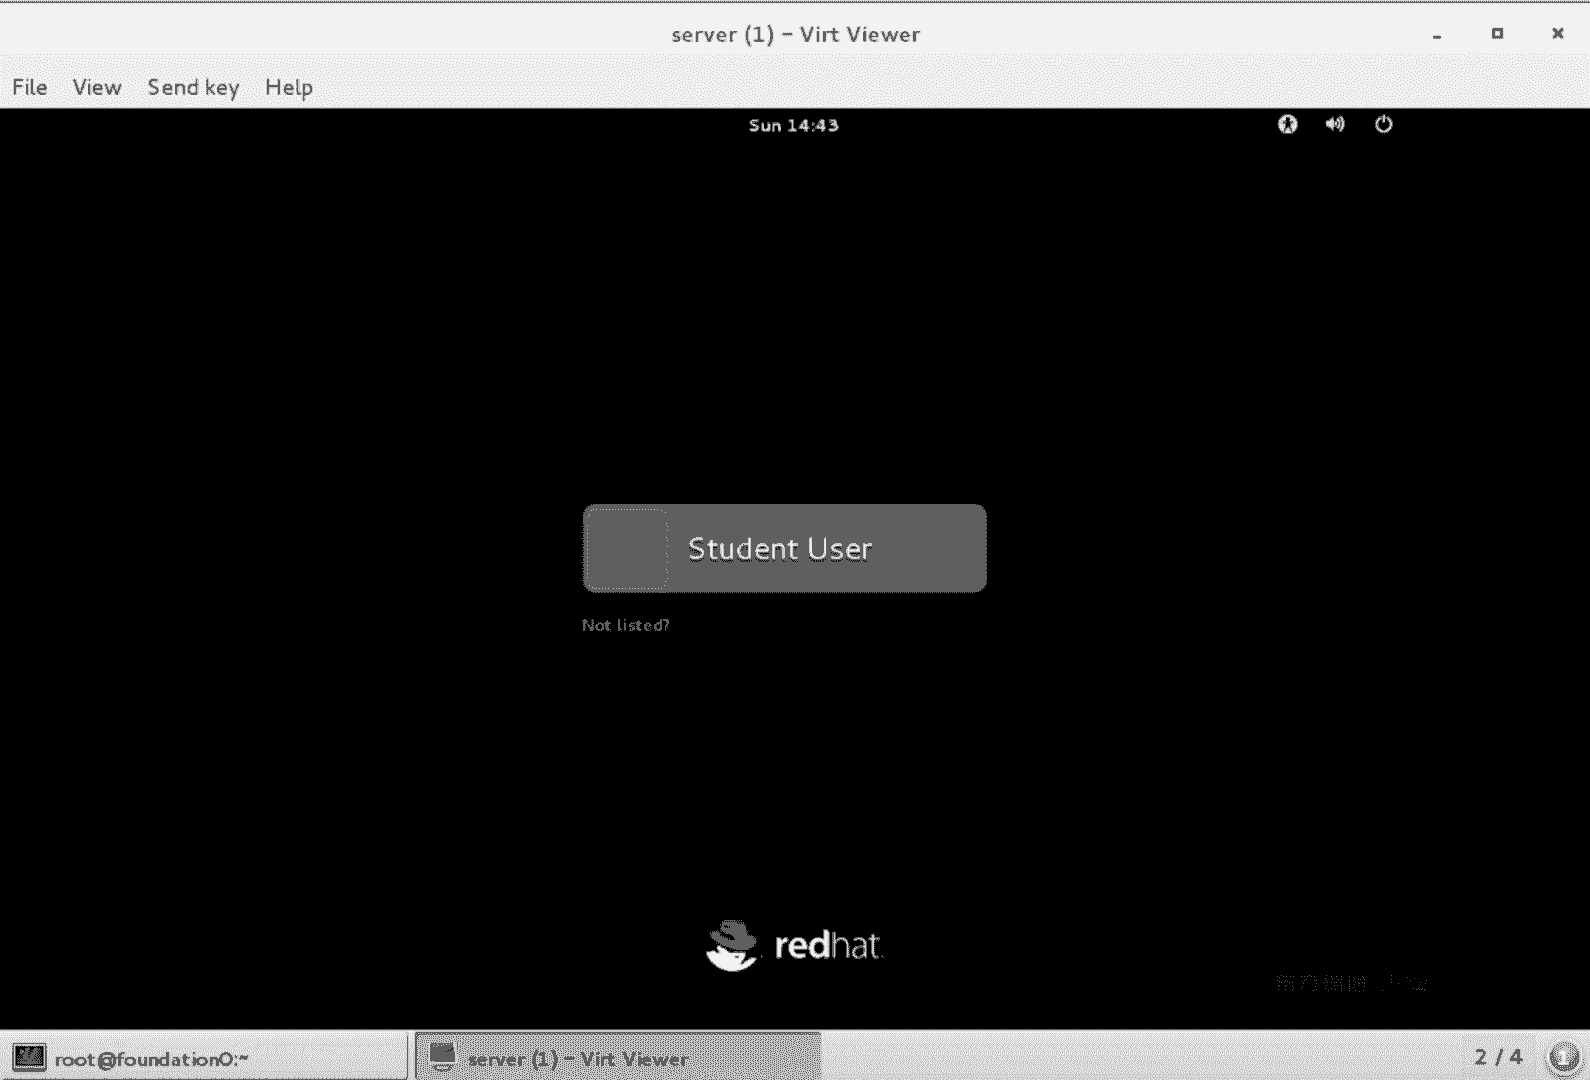 server (1) – Virt Viewer
File View Send key Help
Sun 14:43
Student User
Not listed?
redhat.
root@foundation0:~
server (1) – Virt Viewer
2 / 4
1